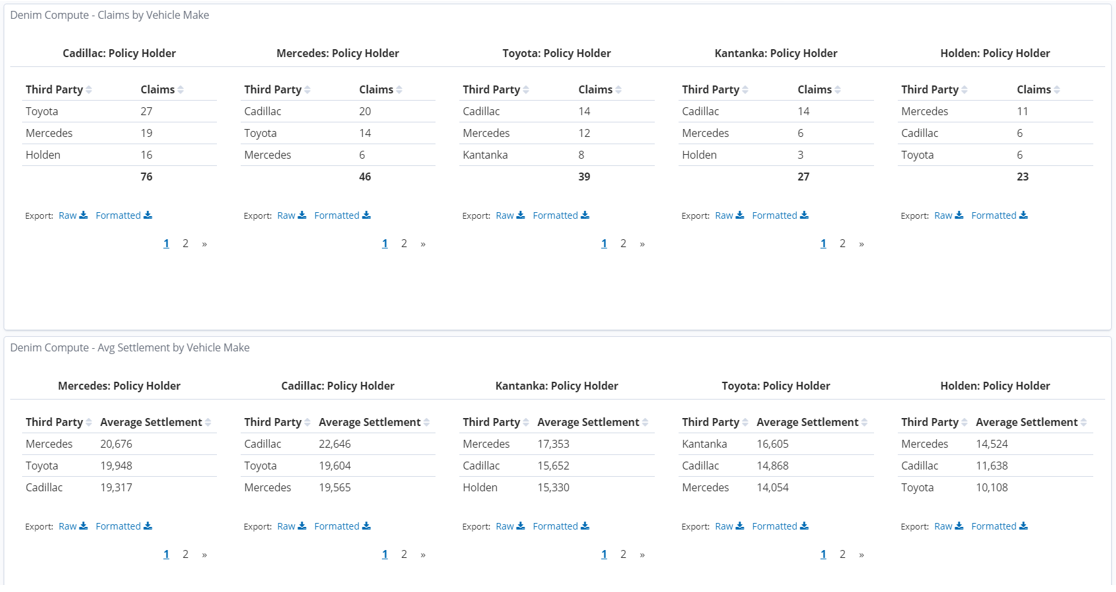 Denim Compute - Claims by Vehicle Make
Cadillac: Policy Holder Mercedes: Policy Holder Toyota: Policy Holder Kantanka: Policy Holder Holden: Policy Holder
Third Party Claims Third Party Claims Third Party Claims Third Party Claims Third Party Claims
Toyota 27 Cadillac 20 Cadillac 14 Cadillac 14 Mercedes 11
Mercedes 19 Toyota 14 Mercedes 12 Mercedes 6 Cadillac 6
Holden 16 Mercedes 6 Kantanka 8 Holden 3 Toyota 6
76 46 39 27 23
Export: Raw Formatted Export: Raw Formatted Export: Raw Formatted Export: Raw Formatted Export: Raw Formatted
1 2 » 1 2 » 1 2 » 1 2 »
Denim Compute - Avg Settlement by Vehicle Make
Mercedes: Policy Holder Cadillac: Policy Holder Kantanka: Policy Holder Toyota: Policy Holder Holden: Policy Holder
Third Party Average Settlement Third Party Average Settlement Third Party Average Settlement Third Party Average Settlement Third Party Average Settlement
Mercedes 20,676 Cadillac 22,646 Mercedes 17,353 Kantanka 16,605 Mercedes 14,524
Toyota 19,948 Toyota 19,604 Cadillac 15,652 Cadillac 14,868 Cadillac 11,638
Cadillac 19,317 Mercedes 19,565 Holden 15,330 Mercedes 14,054 Toyota 10,108
Export: Raw Formatted Export: Raw Formatted Export: Raw Formatted Export: Raw Formatted Export: Raw Formatted
1 2 » 1 2 » 1 2 » 1 2 »